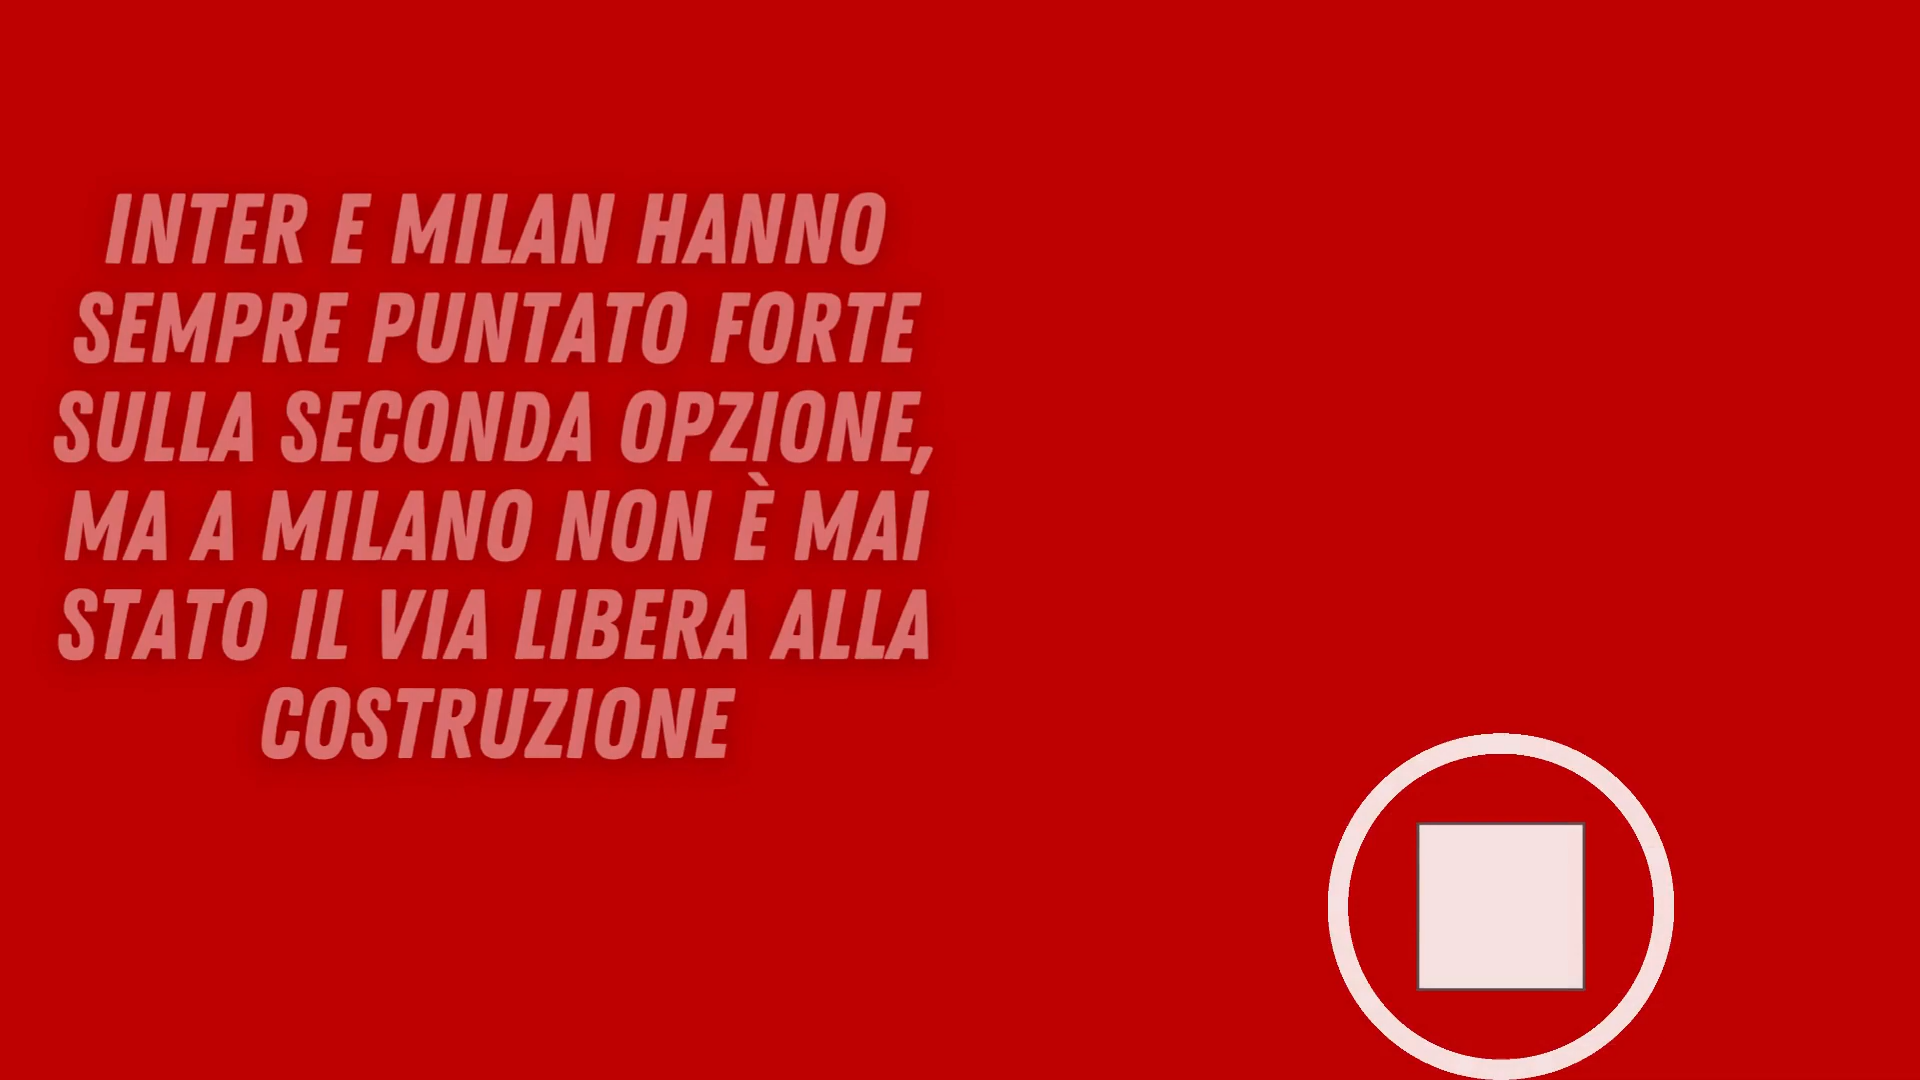 INTER E MILAN HANNO
SEMPRE PUNTATO FORTE
SULLA SECONDA OPZIONE,
MA A MILANO NON È MAI
STATO IL VIA LIBERA ALLA
COSTRUZIONE